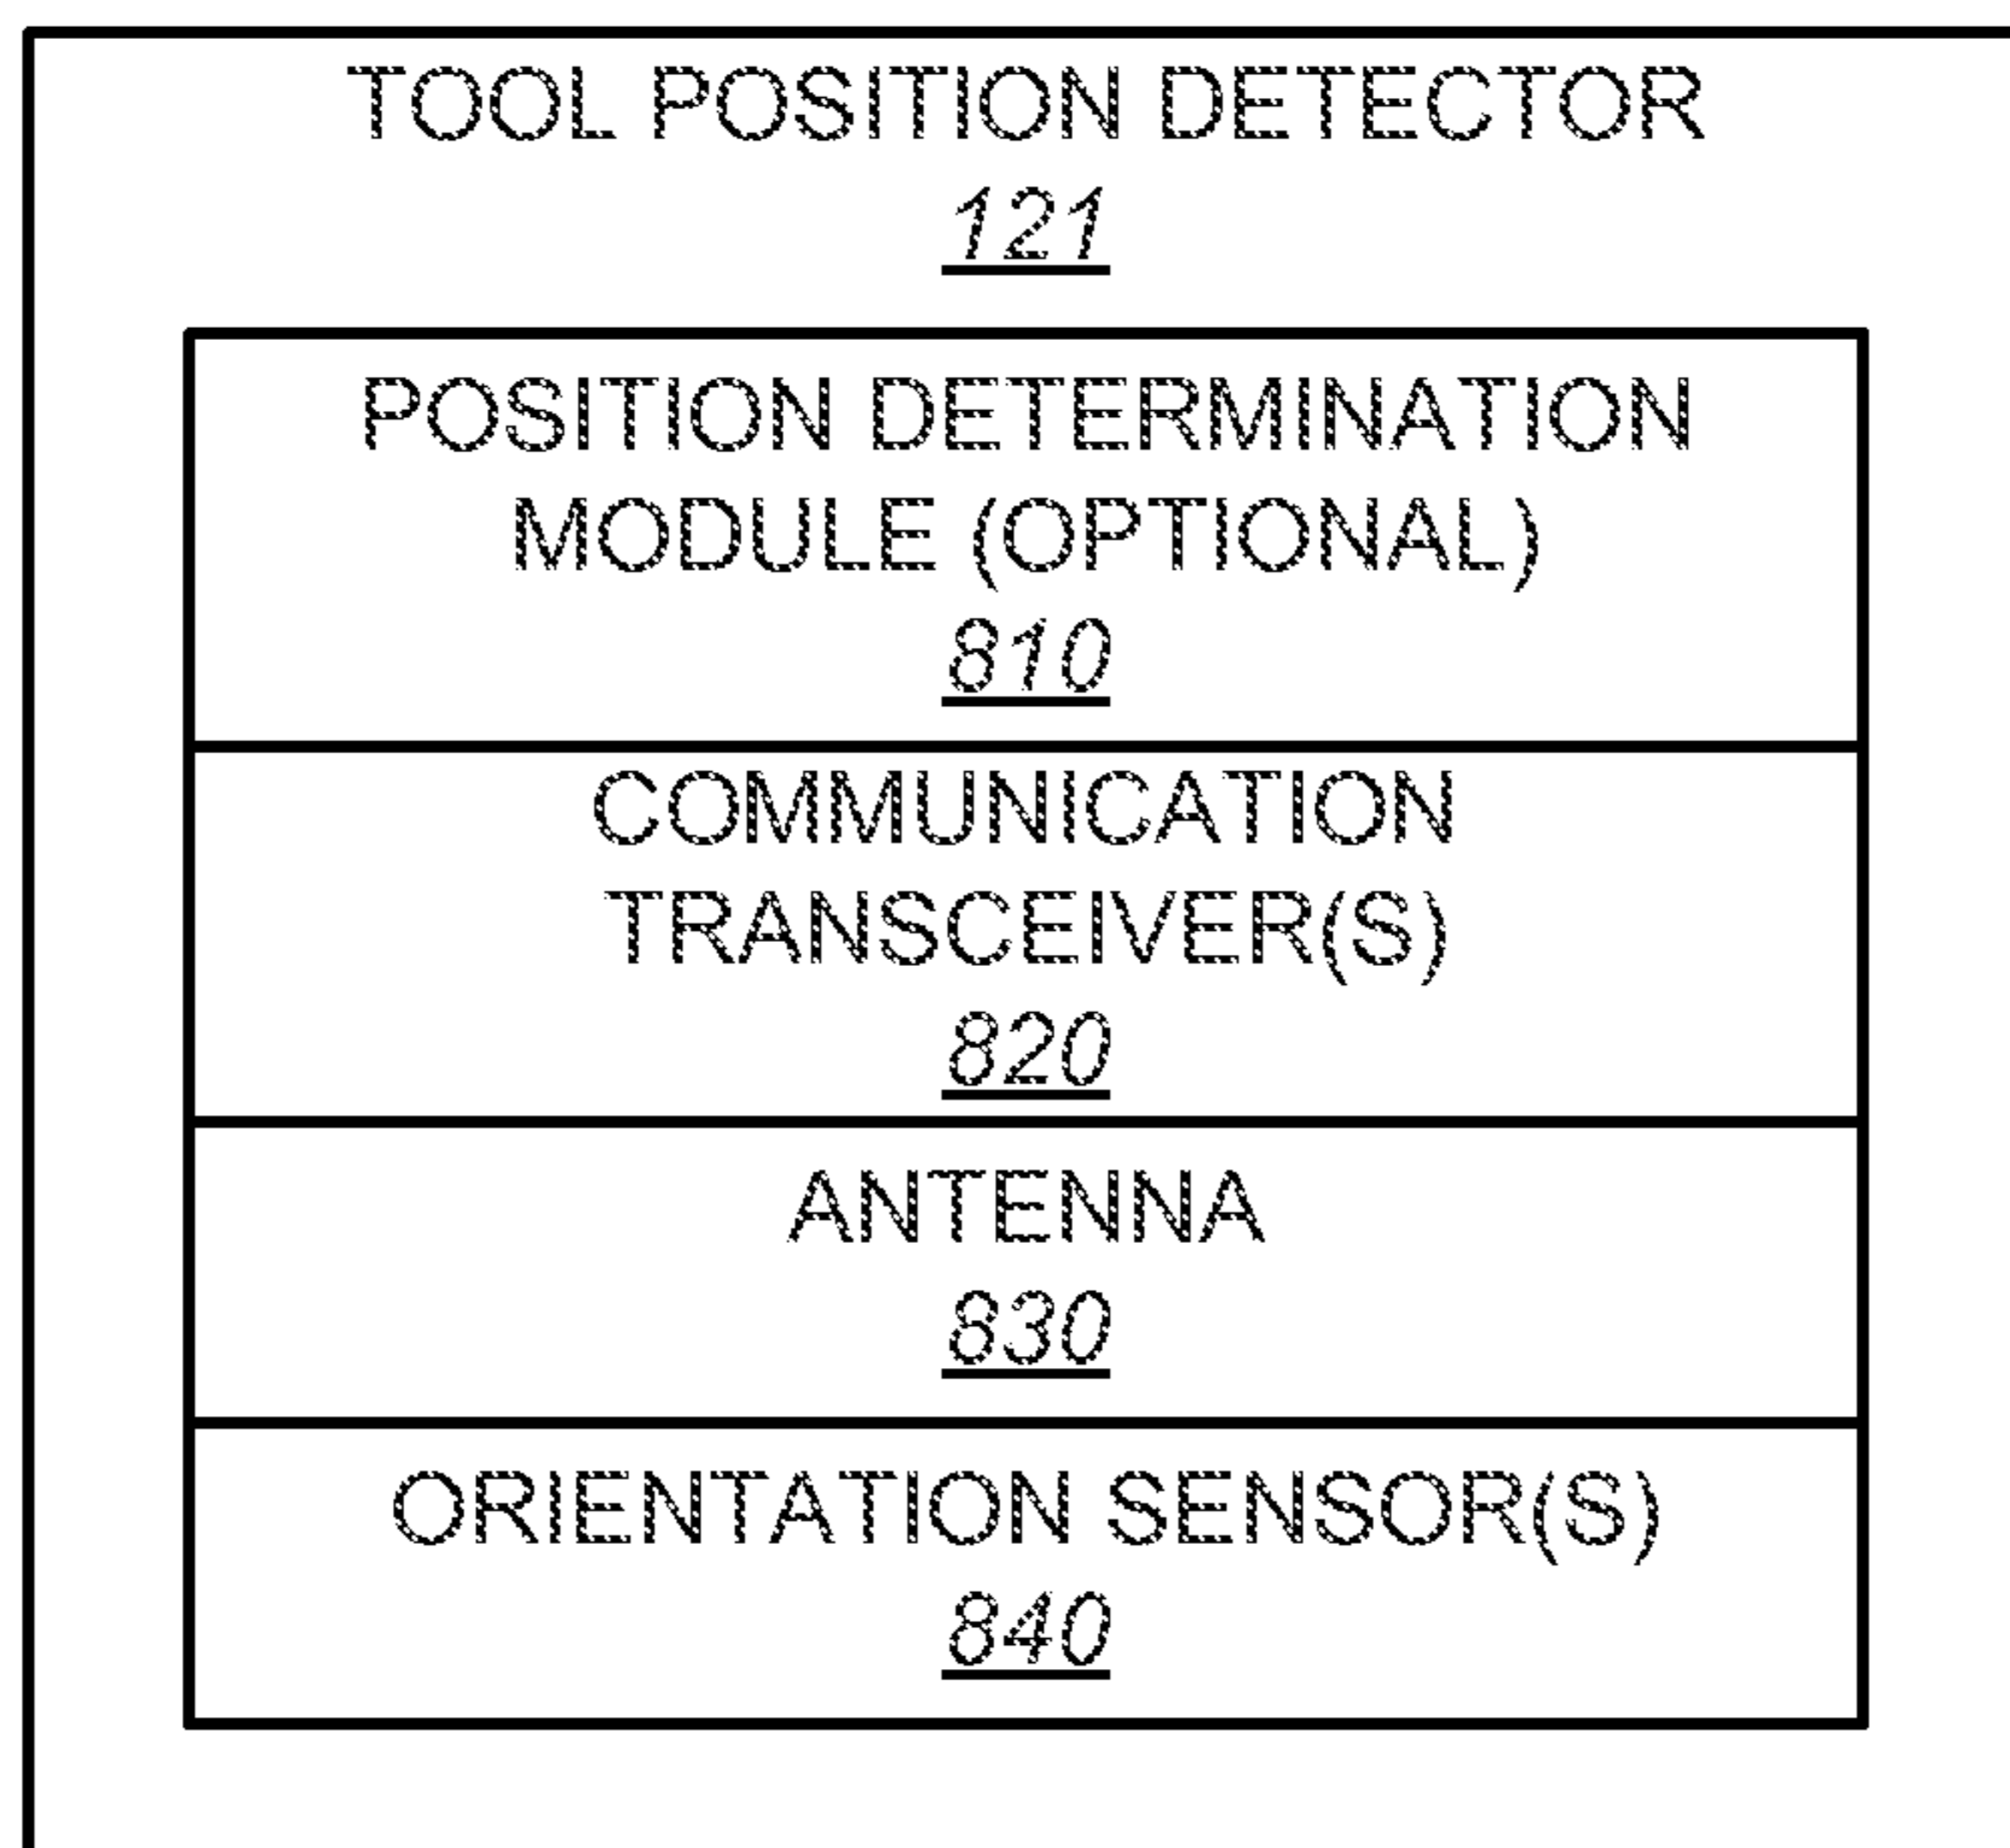 TOOL POSITION DETECTOR
121
POSITION DETERMINATION
MODULE (OPTIONAL)
810
COMMUNICATION
TRANSCEIVER(S)
820
ANTENNA
830
ORIENTATION SENSOR(S)
840